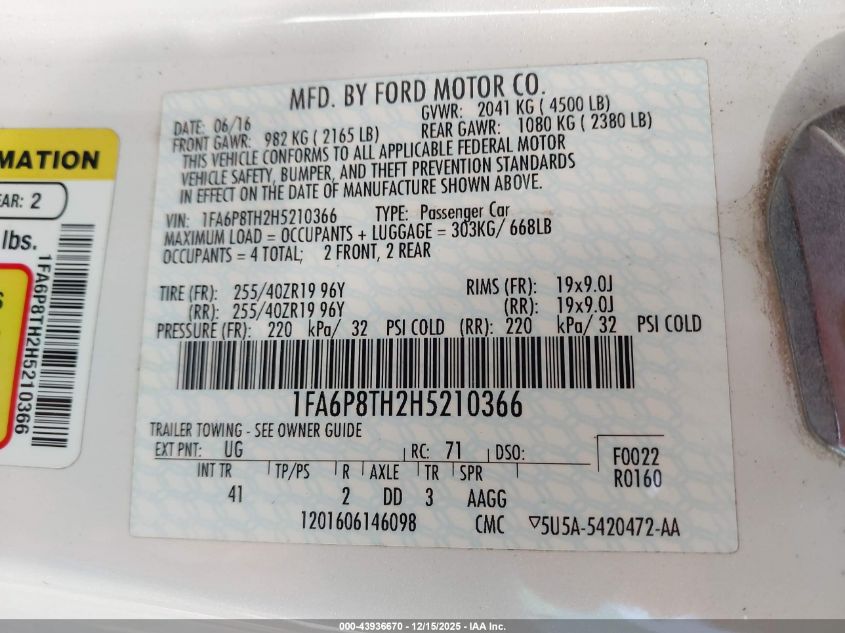 RMATION
EAR: 2
lbs.
S
1FA6P8TH2H5210366
MFD. BY FORD MOTOR CO.
DATE: 06/16 GVWR: 2041 KG ( 4500 LB)
FRONT GAWR: 982 KG ( 2165 LB) REAR GAWR: 1080 KG ( 2380 LB)
THIS VEHICLE CONFORMS TO ALL APPLICABLE FEDERAL MOTOR
VEHICLE SAFETY, BUMPER, AND THEFT PREVENTION STANDARDS
IN EFFECT ON THE DATE OF MANUFACTURE SHOWN ABOVE.
VIN: 1FA6P8TH2H5210366 TYPE: Passenger Car
MAXIMUM LOAD = OCCUPANTS + LUGGAGE = 303KG/ 668LB
OCCUPANTS = 4 TOTAL; 2 FRONT, 2 REAR
TIRE (FR): 255/40ZR19 96Y RIMS (FR): 19x9.0J
(RR): 255/40ZR19 96Y (RR): 19x9.0J
PRESSURE (FR): 220 kPa/ 32 PSI COLD (RR): 220 kPa/ 32 PSI COLD
1FA6P8TH2H5210366
TRAILER TOWING - SEE OWNER GUIDE
EXT PNT: UG RC: 71 DSO: F0022
INT TR TP/PS R AXLE TR SPR R0160
41 2 DD 3 AAGG
1201606146098 CMC ▽5U5A-5420472-AA
000-43936670 - 12/15/2025 - IAA Inc.